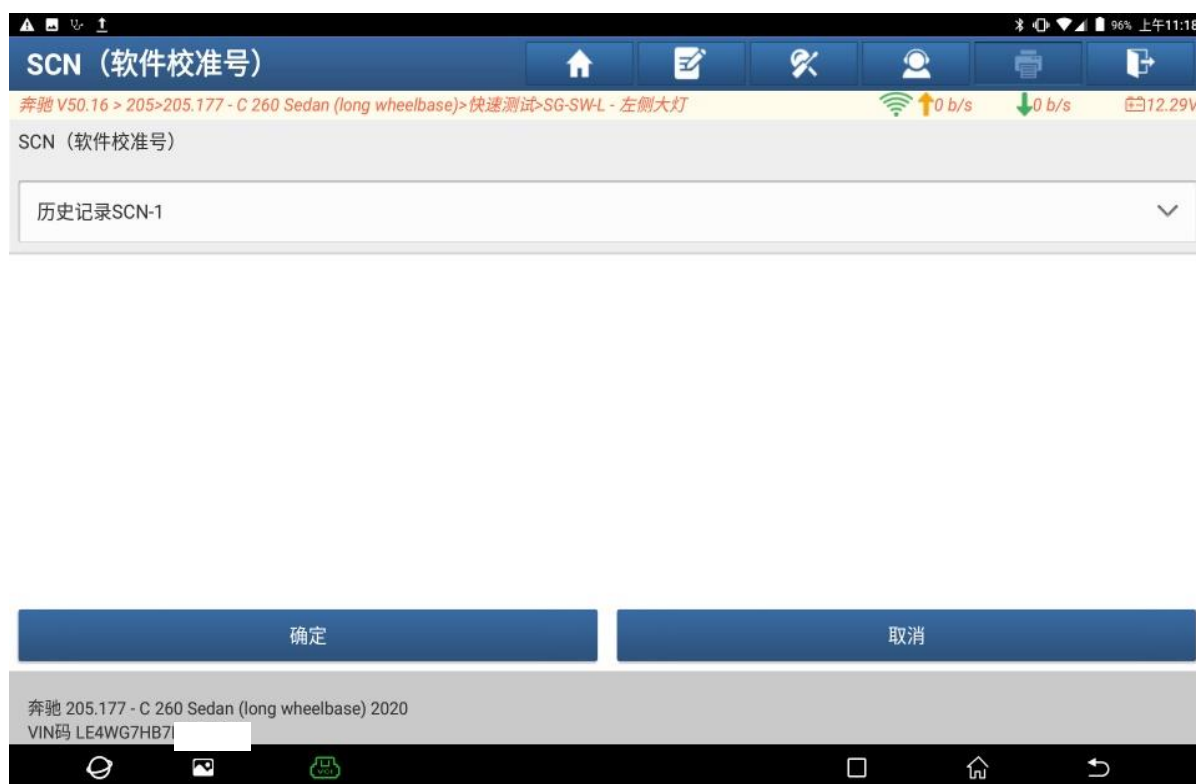 96% 上午11:18
SCN（软件校准号）
奔驰 V50.16 > 205>205.177 - C 260 Sedan (long wheelbase)>快速测试>SG-SW-L - 左侧大灯
0 b/s
0 b/s
12.29V
SCN（软件校准号）
历史记录SCN-1
确定
取消
奔驰 205.177 - C 260 Sedan (long wheelbase) 2020
VIN码 LE4WG7HB7
VCI